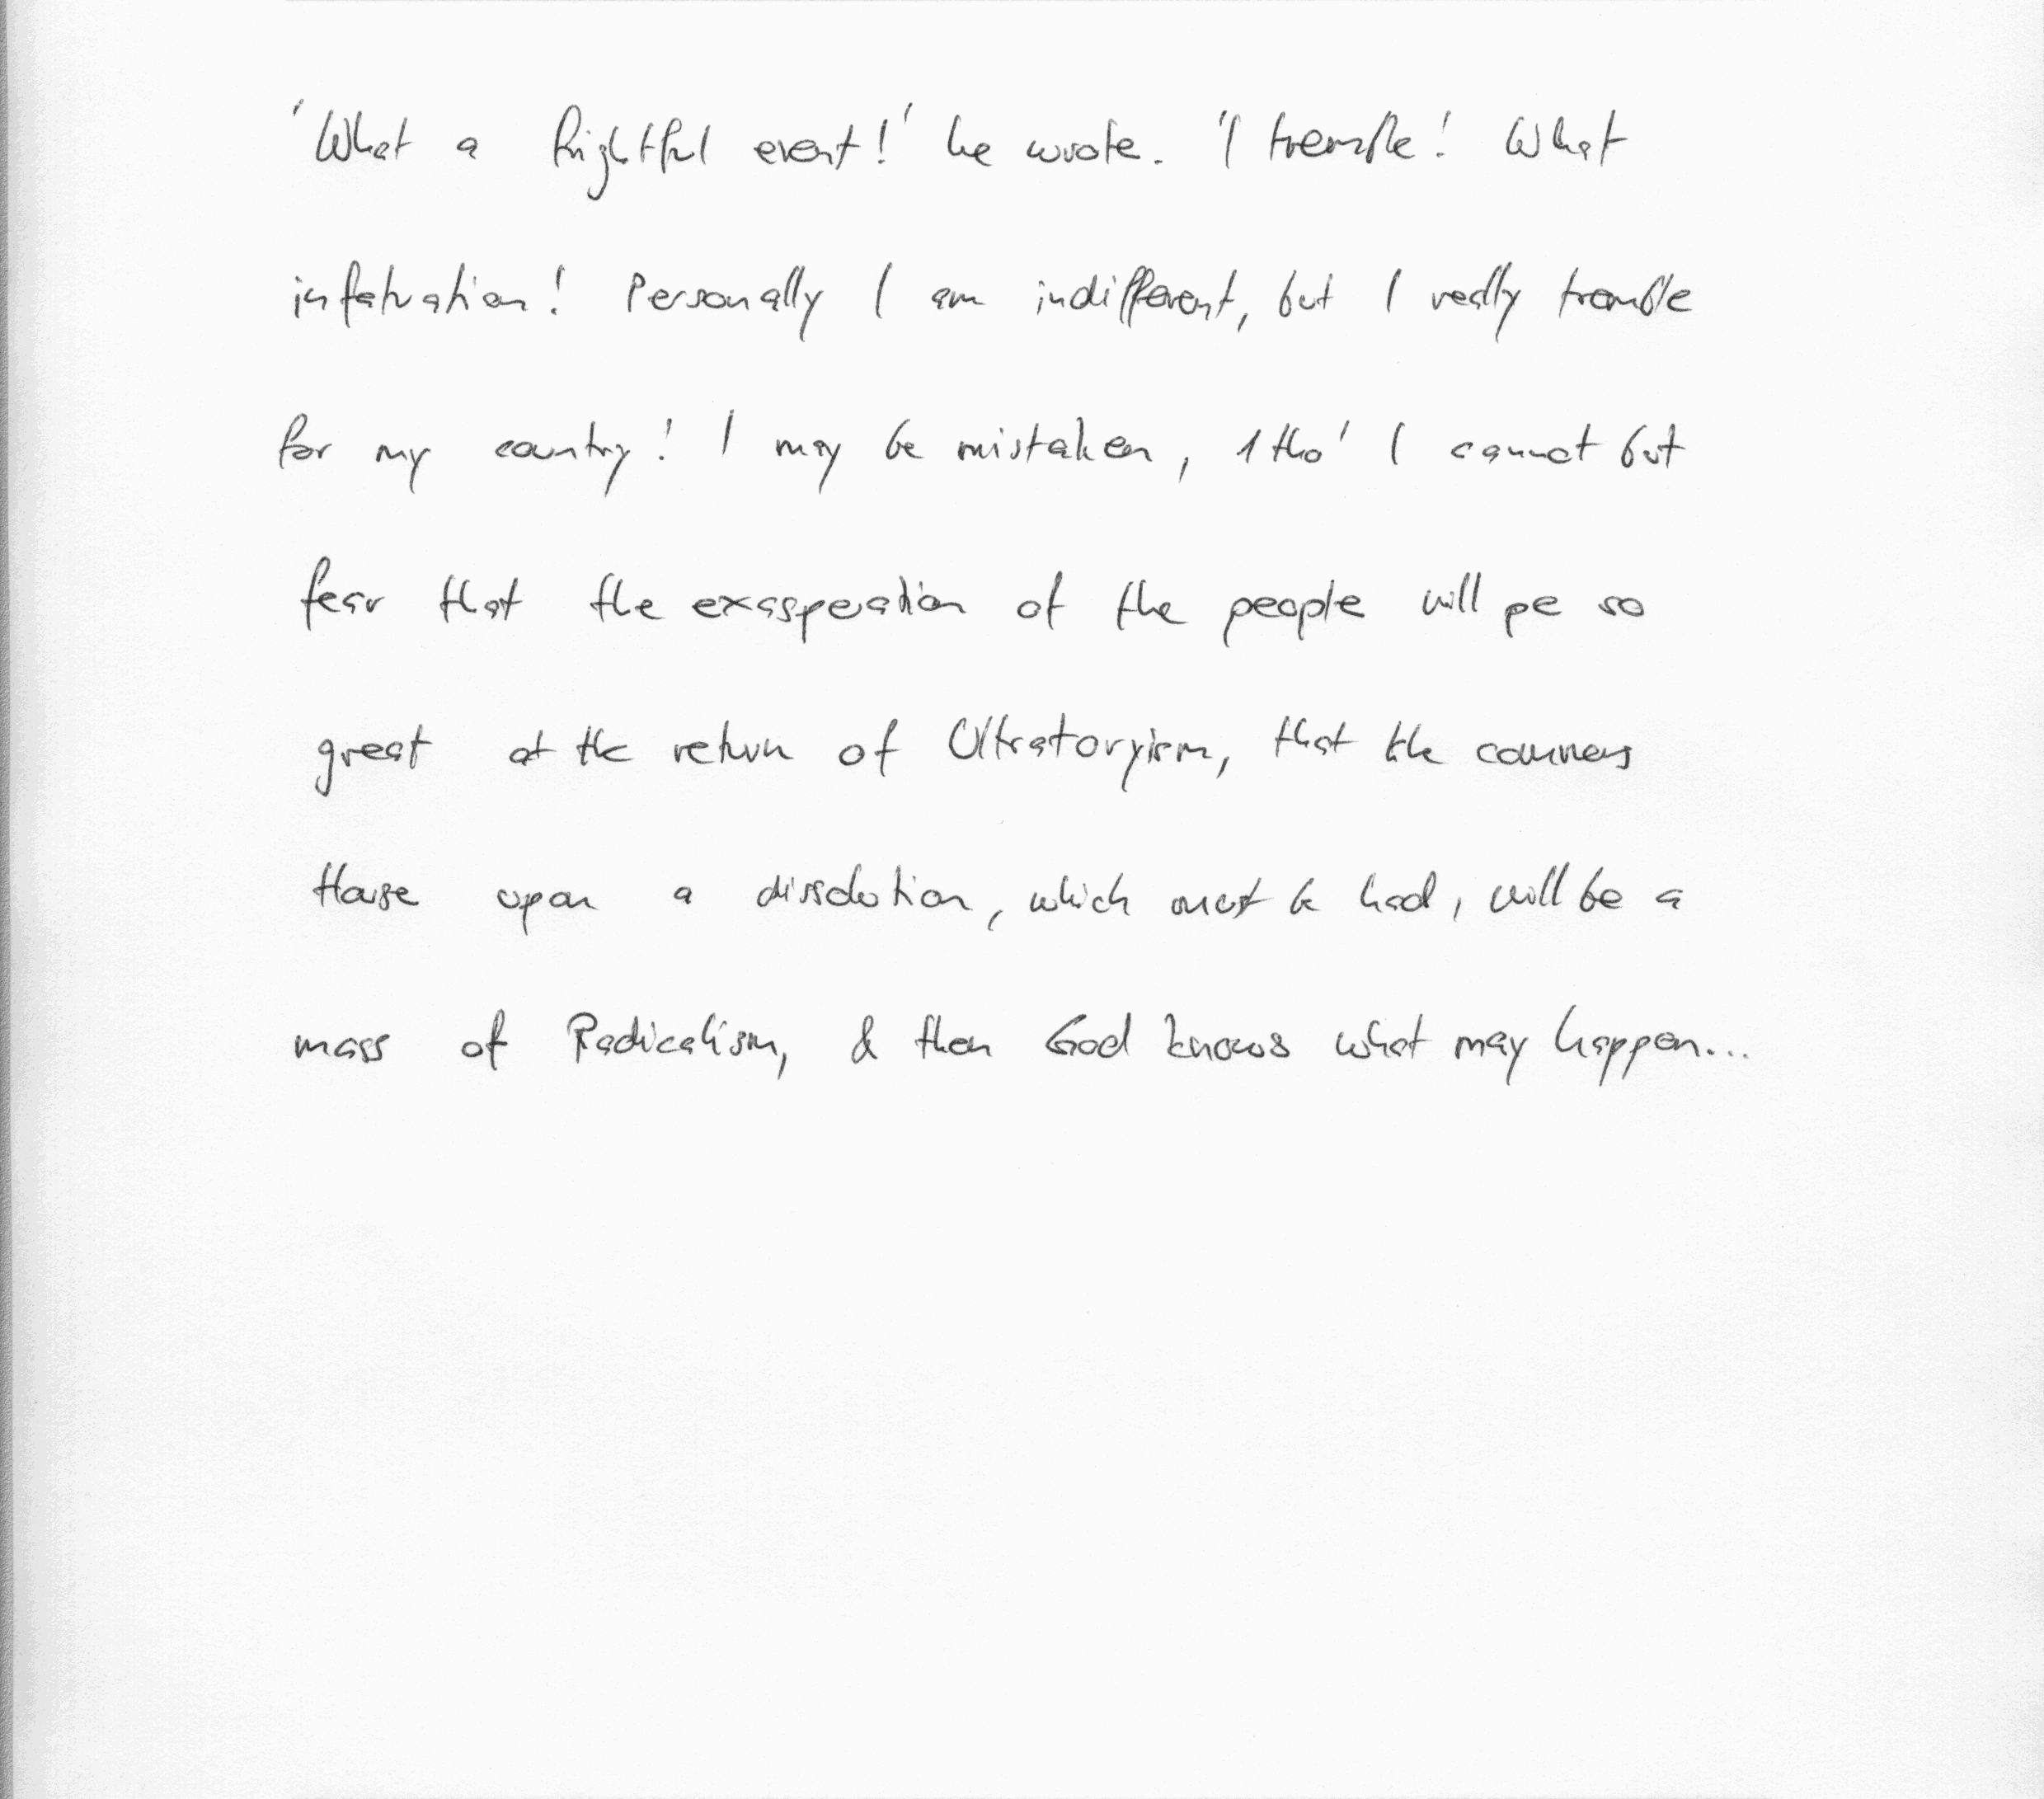 'What a frightful event!' he wrote. 'I tremble! What
infatuation! Personally I am indifferent, but I really tremble
for my country! I may be mistaken, 1tho' I cannot but
fear that the exasperation of the people will pe so
great at the return of Ultratoryism, that the commons
House upon a dissolution, which must be had, will be a
mass of Radicalism, & then God knows what may happen...